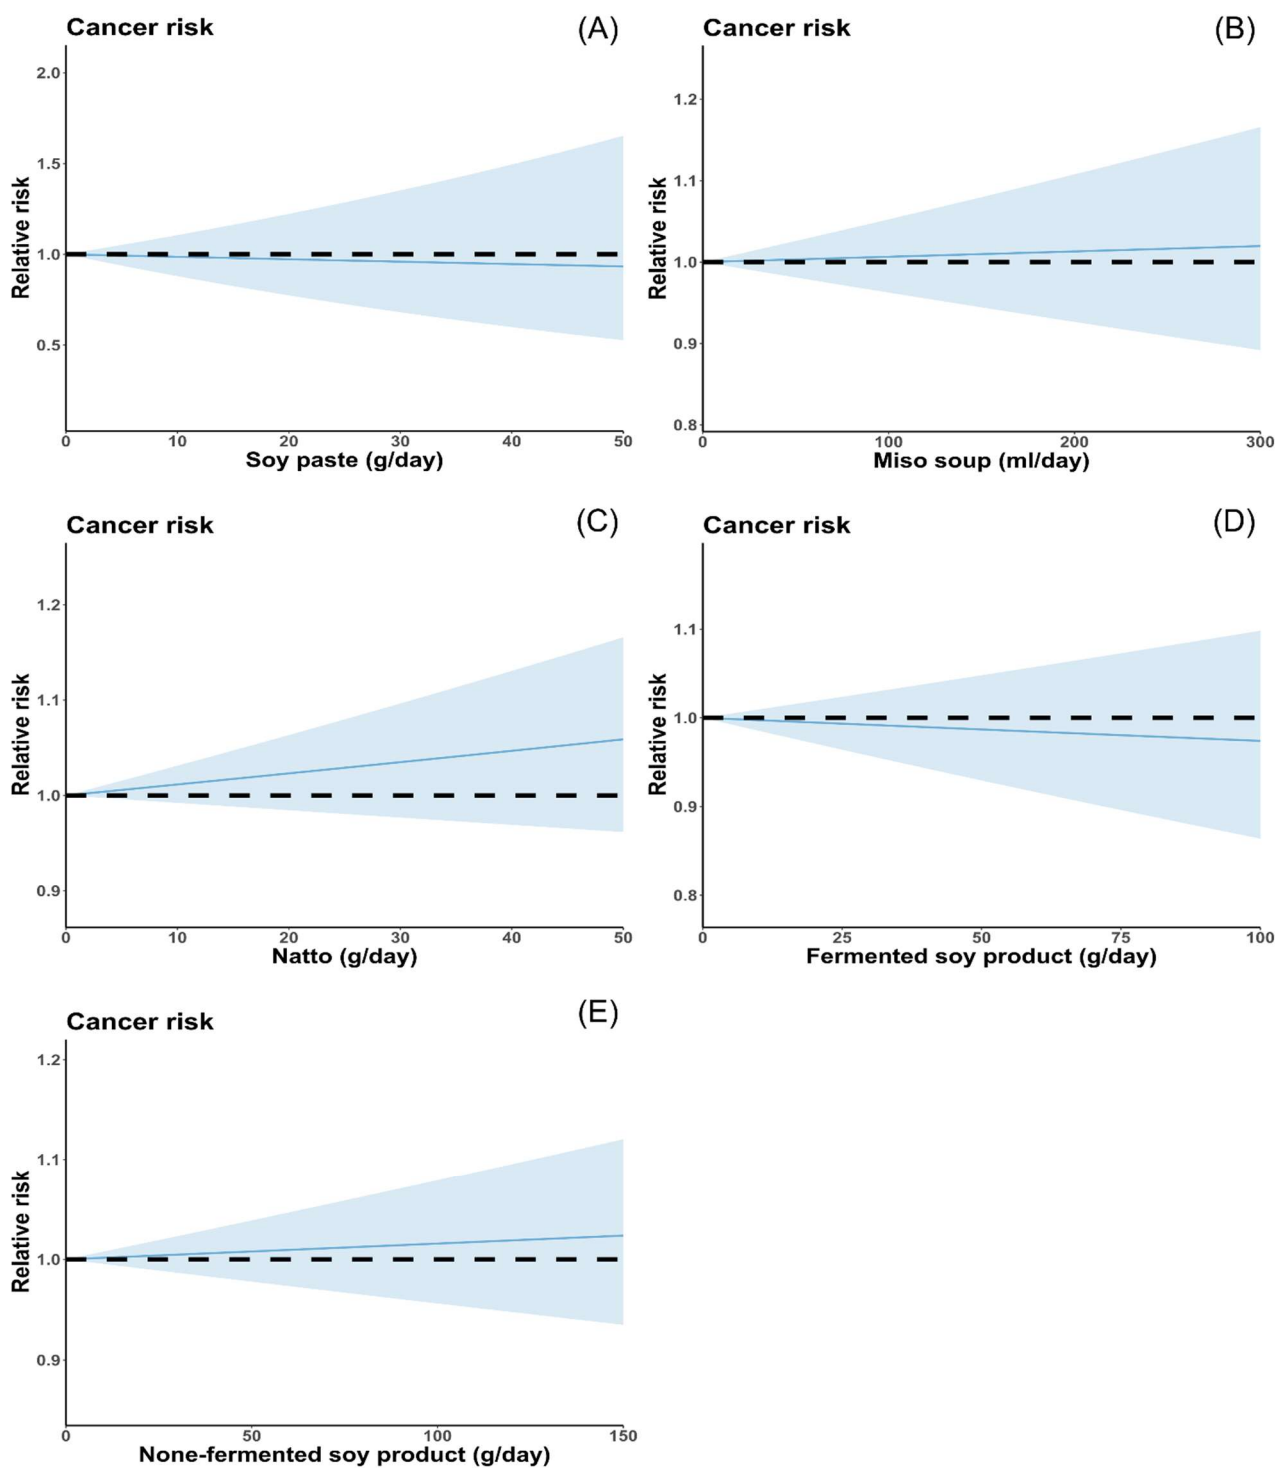 Cancer risk (A)
2.0
1.5
1.0
0.5
Relative risk
0 10 20 30 40 50
Soy paste (g/day)
Cancer risk (B)
1.2
1.1
1.0
0.9
0.8
Relative risk
0 100 200 300
Miso soup (ml/day)
Cancer risk (C)
1.2
1.1
1.0
0.9
Relative risk
0 10 20 30 40 50
Natto (g/day)
Cancer risk (D)
1.1
1.0
0.9
0.8
Relative risk
0 25 50 75 100
Fermented soy product (g/day)
Cancer risk (E)
1.2
1.1
1.0
0.9
Relative risk
0 50 100 150
None-fermented soy product (g/day)